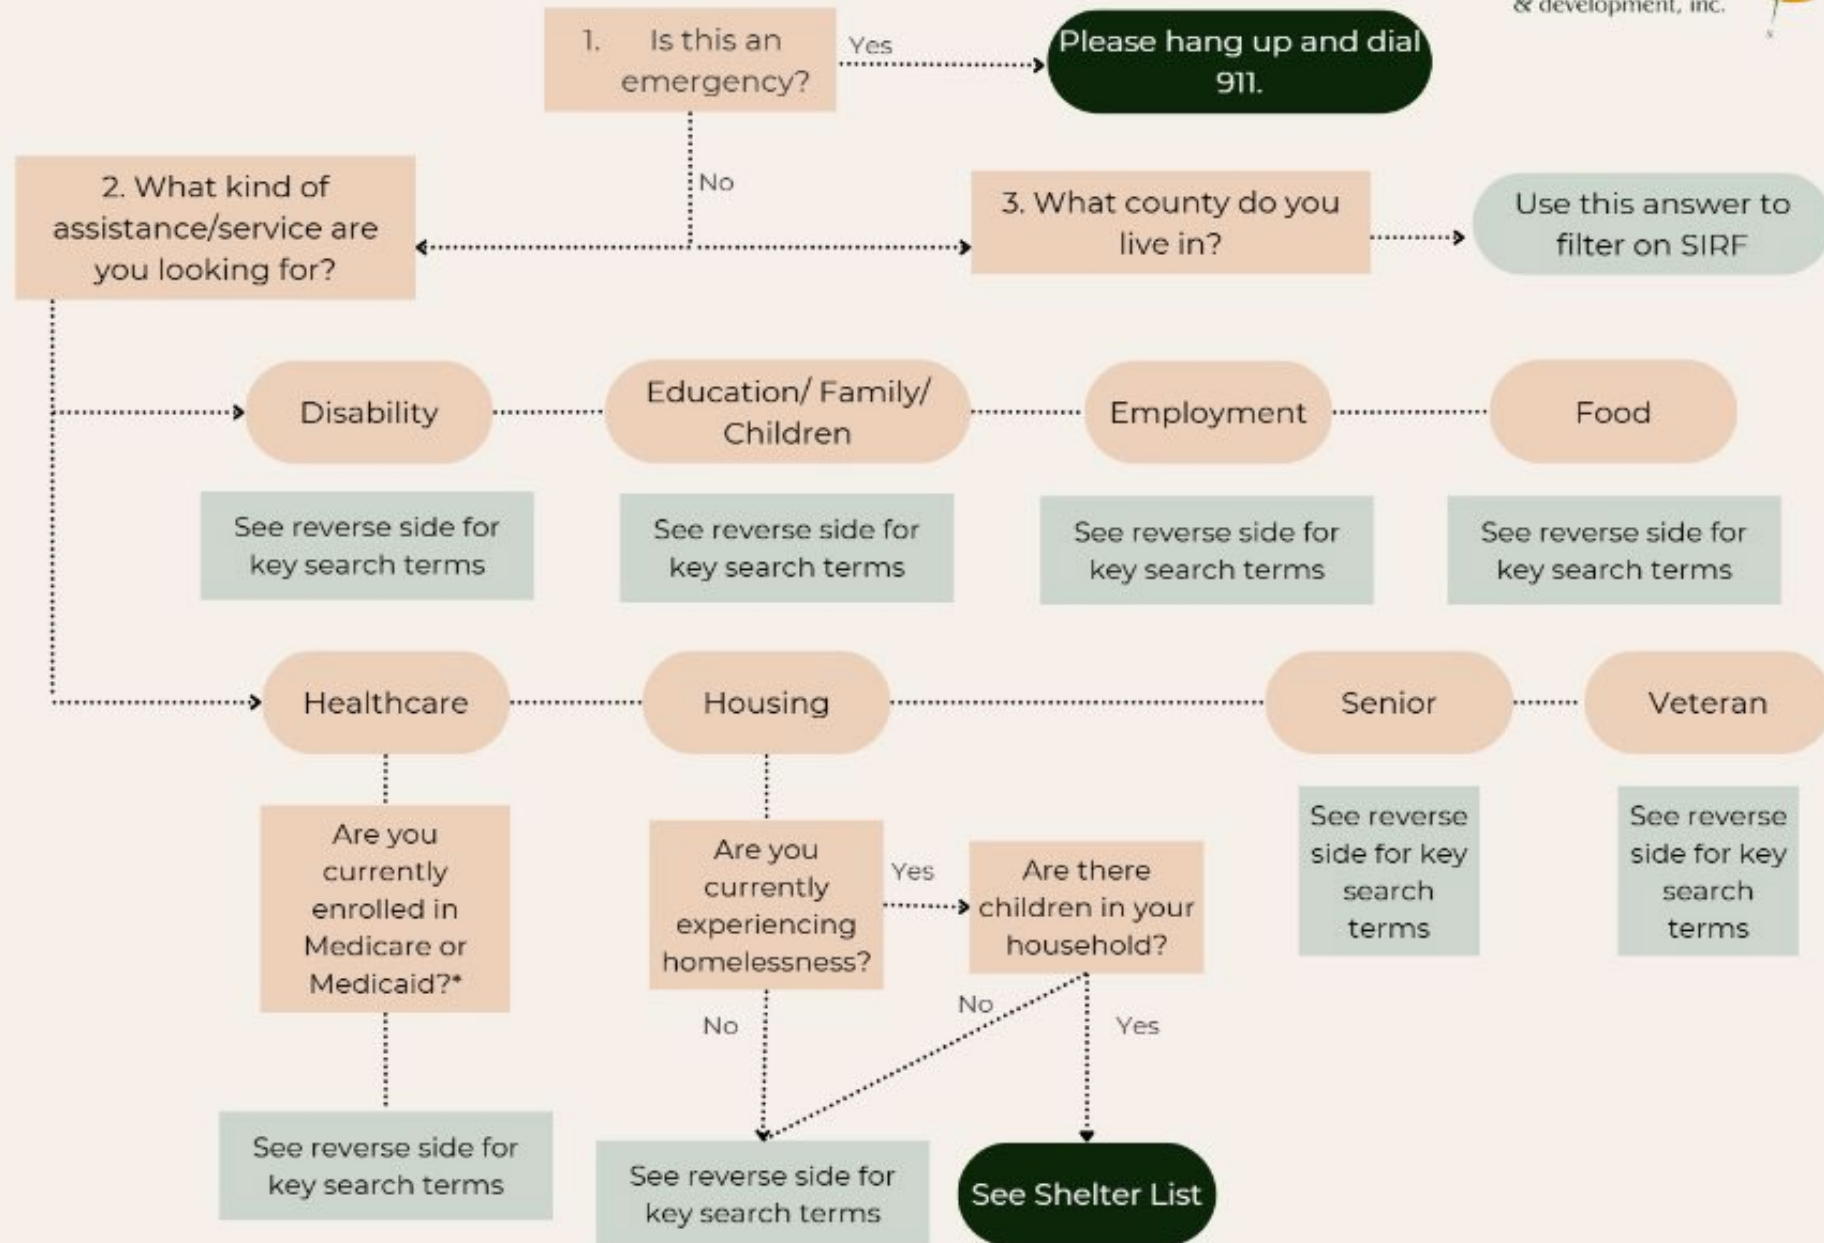 & development, inc.
1. Is this an
emergency?
Yes
Please hang up and dial
911.
No
2. What kind of
assistance/service are
you looking for?
3. What county do you
live in?
Use this answer to
filter on SIRF
Disability
Education/ Family/
Children
Employment
Food
See reverse side for
key search terms
See reverse side for
key search terms
See reverse side for
key search terms
See reverse side for
key search terms
Healthcare
Housing
Senior
Veteran
Are you
currently
enrolled in
Medicare or
Medicaid?*
Are you
currently
experiencing
homelessness?
Yes
Are there
children in your
household?
See reverse
side for key
search
terms
See reverse
side for key
search
terms
No
No
Yes
See reverse side for
key search terms
See reverse side for
key search terms
See Shelter List